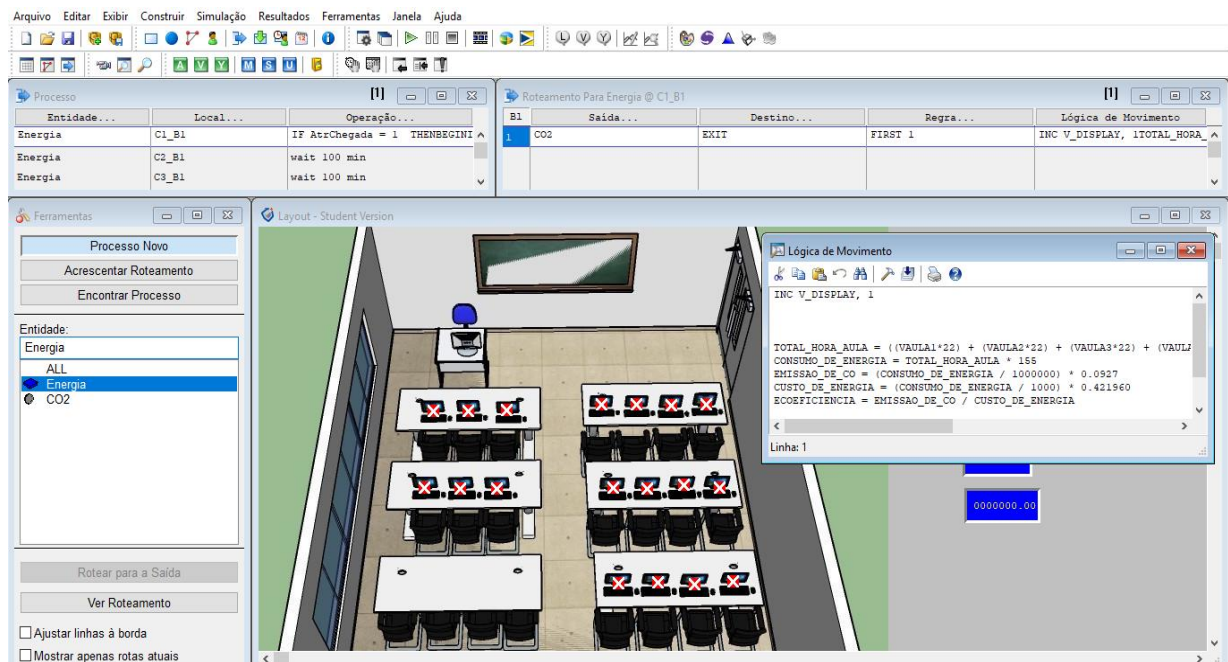 Arquivo Editar Exibir Construir Simulação Resultados Ferramentas Janela Ajuda
Processo [1]
Entidade... Local... Operação...
Energia C1_B1 IF AtrChegada = 1 THENBEGINI
Energia C2_B1 wait 100 min
Energia C3_B1 wait 100 min
Roteamento Para Energia @ C1_B1 [1]
B1 Saída... Destino... Regra... Lógica de Movimento
1 CO2 EXIT FIRST 1 INC V_DISPLAY, 1TOTAL_HORA_
Ferramentas
Processo Novo
Acrescentar Roteamento
Encontrar Processo
Entidade:
Energia
ALL
Energia
CO2
Rotear para a Saída
Ver Roteamento
Ajustar linhas à borda
Mostrar apenas rotas atuais
Layout - Student Version
Lógica de Movimento
INC V_DISPLAY, 1
TOTAL_HORA_AULA = ((VAULA1*22) + (VAULA2*22) + (VAULA3*22) + (VAULA
CONSUMO_DE_ENERGIA = TOTAL_HORA_AULA * 155
EMISSAO_DE_CO = (CONSUMO_DE_ENERGIA / 1000000) * 0.0927
CUSTO_DE_ENERGIA = (CONSUMO_DE_ENERGIA / 1000) * 0.421960
ECOEFICIENCIA = EMISSAO_DE_CO / CUSTO_DE_ENERGIA
Linha: 1
0000000.00